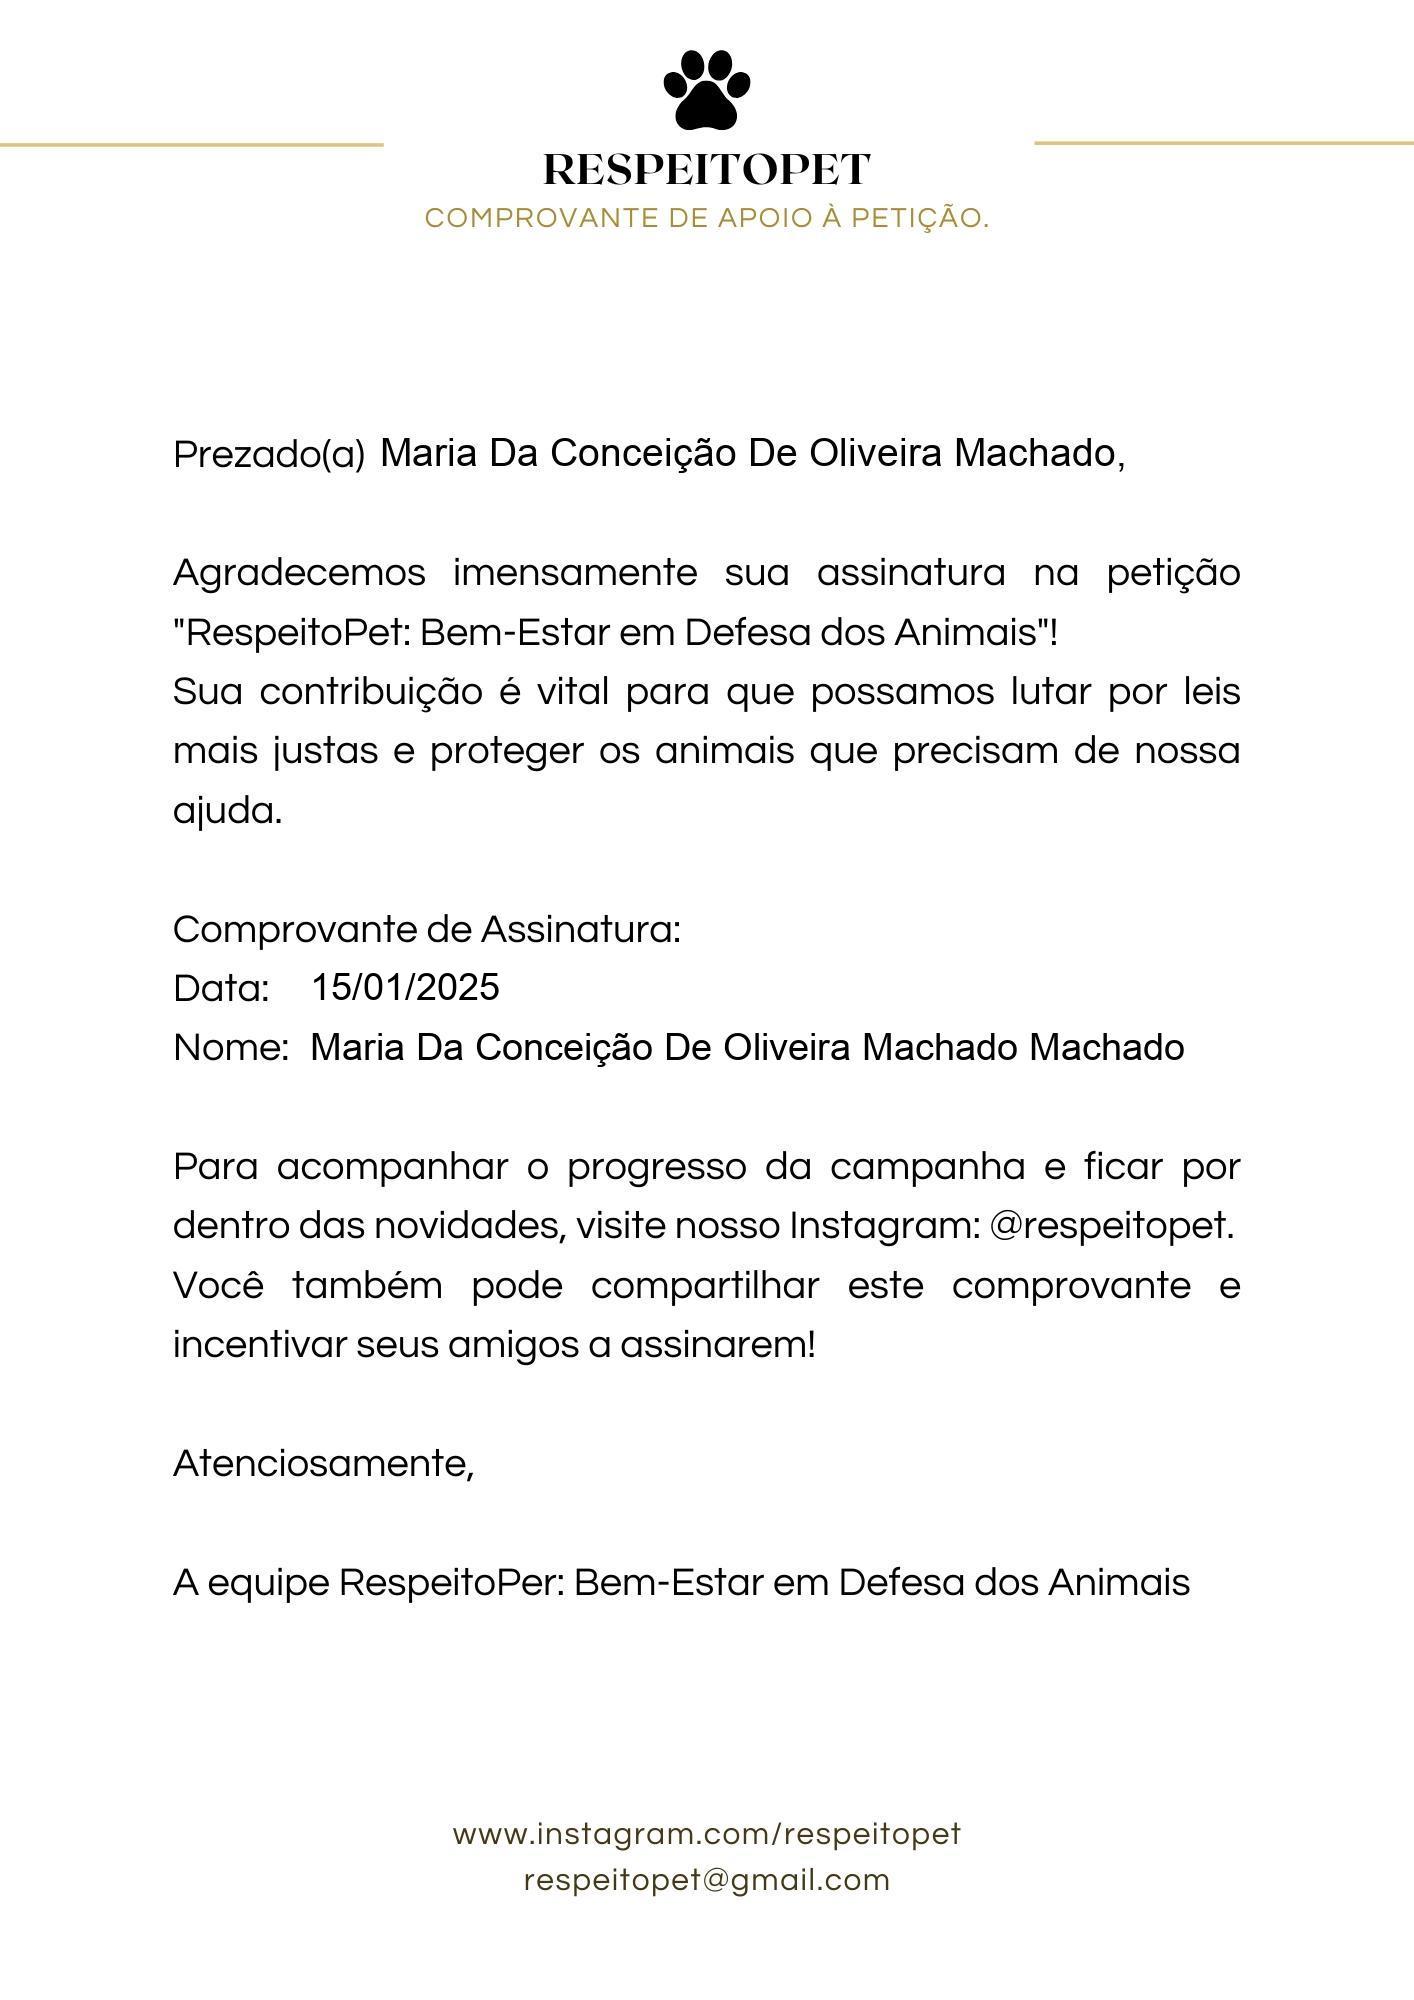 RESPEITOPET
COMPROVANTE DE APOIO À PETIÇÃO.
Prezado(a) Maria Da Conceição De Oliveira Machado,
Agradecemos imensamente sua assinatura na petição
"RespeitoPet: Bem-Estar em Defesa dos Animais"!
Sua contribuição é vital para que possamos lutar por leis
mais justas e proteger os animais que precisam de nossa
ajuda.
Comprovante de Assinatura:
Data: 15/01/2025
Nome: Maria Da Conceição De Oliveira Machado Machado
Para acompanhar o progresso da campanha e ficar por
dentro das novidades, visite nosso Instagram: @respeitopet.
Você também pode compartilhar este comprovante e
incentivar seus amigos a assinarem!
Atenciosamente,
A equipe RespeitoPer: Bem-Estar em Defesa dos Animais
www.instagram.com/respeitopet
respeitopet@gmail.com